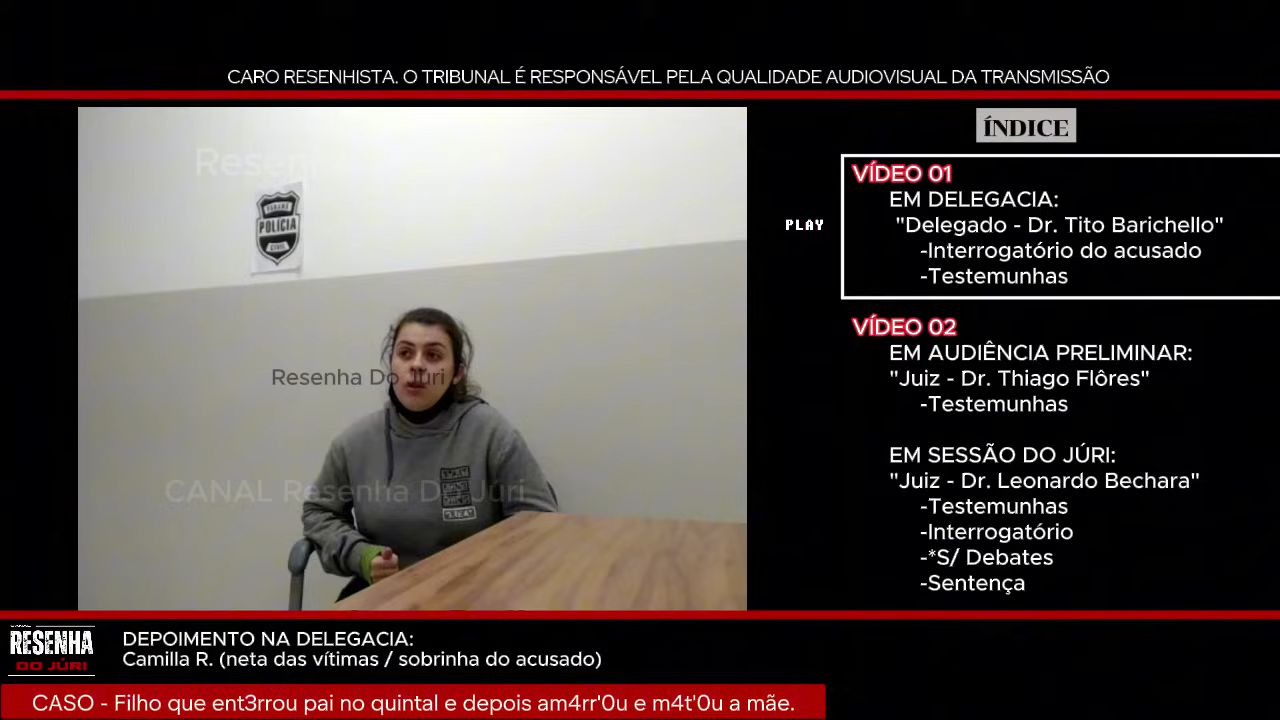 CARO RESENHISTA. O TRIBUNAL É RESPONSÁVEL PELA QUALIDADE AUDIOVISUAL DA TRANSMISSÃO
Resen
PARANÁ
POLÍCIA
CIVIL
Resenha Do Júri
CANAL Resenha Do Júri
PLAY
ÍNDICE
VÍDEO 01
EM DELEGACIA:
"Delegado - Dr. Tito Barichello"
-Interrogatório do acusado
-Testemunhas
VÍDEO 02
EM AUDIÊNCIA PRELIMINAR:
"Juiz - Dr. Thiago Flôres"
-Testemunhas
EM SESSÃO DO JÚRI:
"Juiz - Dr. Leonardo Bechara"
-Testemunhas
-Interrogatório
-*S/ Debates
-Sentença
RESENHA
DO JÚRI
DEPOIMENTO NA DELEGACIA:
Camilla R. (neta das vítimas / sobrinha do acusado)
CASO - Filho que ent3rrou pai no quintal e depois am4rr'0u e m4t'0u a mãe.